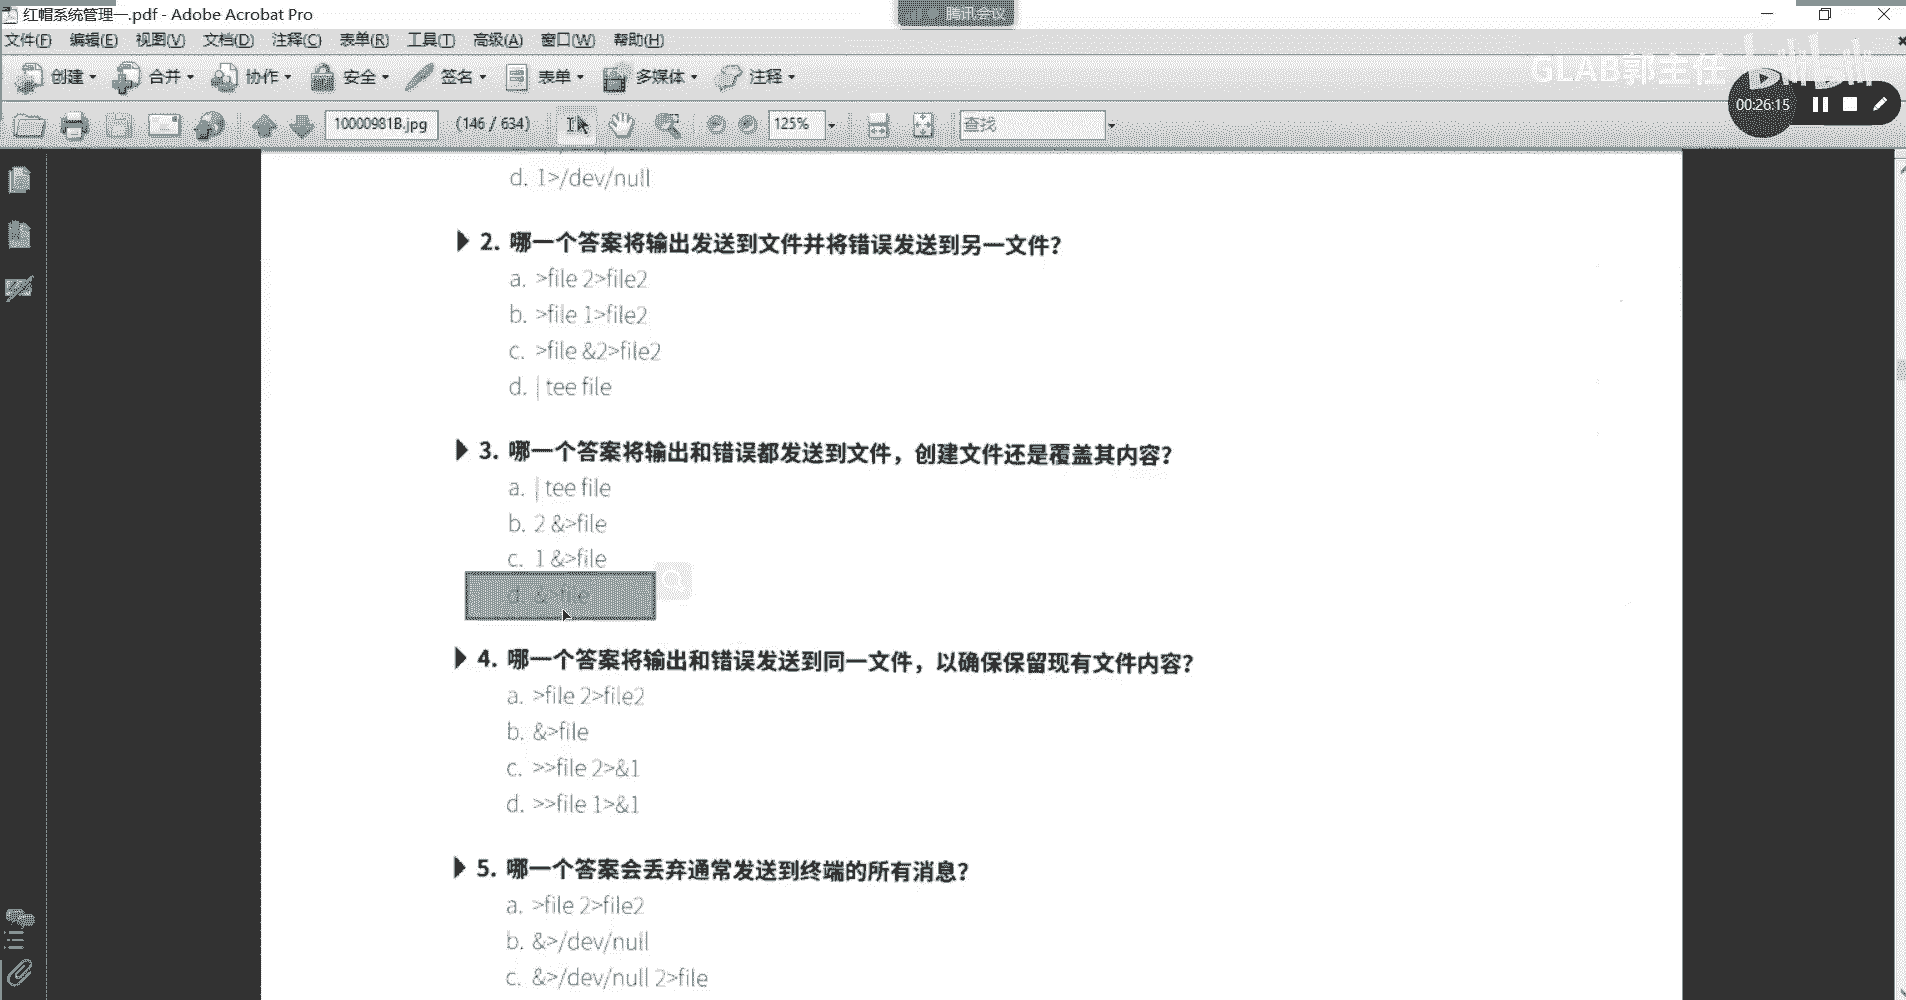 红帽系统管理一.pdf - Adobe Acrobat Pro
腾讯会议
文件(F) 编辑(E) 视图(V) 文档(D) 注释(C) 表单(R) 工具(T) 高级(A) 窗口(W) 帮助(H)
创建 合并 协作 安全 签名 表单 多媒体 注释
GLAB郭主任 bilibili
00:26:15
10000981B.jpg (146 / 634) 125% 查找
d. 1>/dev/null
2. 哪一个答案将输出发送到文件并将错误发送到另一文件？
a. >file 2>file2
b. >file 1>file2
c. >file &2>file2
d. | tee file
3. 哪一个答案将输出和错误都发送到文件，创建文件还是覆盖其内容？
a. | tee file
b. 2 &>file
c. 1 &>file
d. &>file
4. 哪一个答案将输出和错误发送到同一文件，以确保保留现有文件内容？
a. >file 2>file2
b. &>file
c. >>file 2>&1
d. >>file 1>&1
5. 哪一个答案会丢弃通常发送到终端的所有消息？
a. >file 2>file2
b. &>/dev/null
c. &>/dev/null 2>file